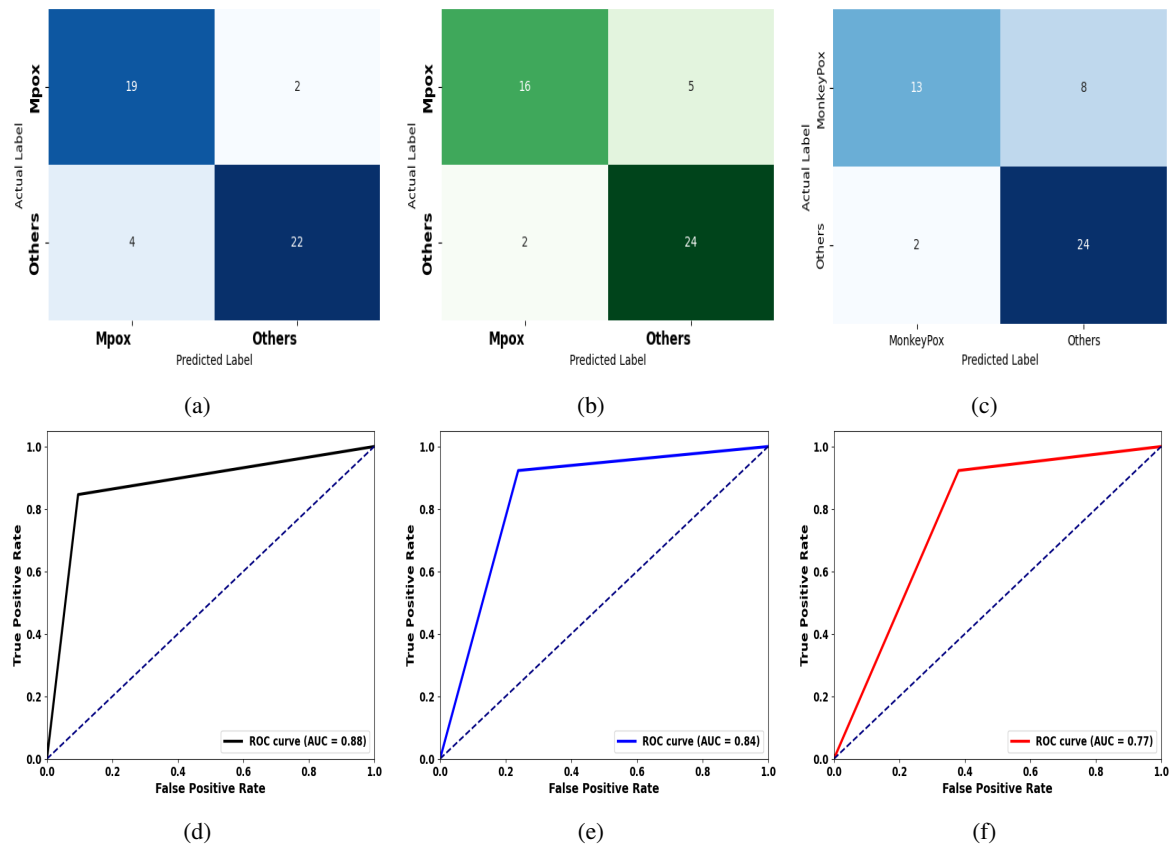 Actual Label
Mpox
Others
19
2
4
22
Mpox
Others
Predicted Label
(a)
Actual Label
Mpox
Others
16
5
2
24
Mpox
Others
Predicted Label
(b)
Actual Label
MonkeyPox
Others
13
8
2
24
MonkeyPox
Others
Predicted Label
(c)
True Positive Rate
1.0
0.8
0.6
0.4
0.2
0.0
ROC curve (AUC = 0.88)
0.0 0.2 0.4 0.6 0.8 1.0
False Positive Rate
(d)
True Positive Rate
1.0
0.8
0.6
0.4
0.2
0.0
ROC curve (AUC = 0.84)
0.0 0.2 0.4 0.6 0.8 1.0
False Positive Rate
(e)
True Positive Rate
1.0
0.8
0.6
0.4
0.2
0.0
ROC curve (AUC = 0.77)
0.0 0.2 0.4 0.6 0.8 1.0
False Positive Rate
(f)